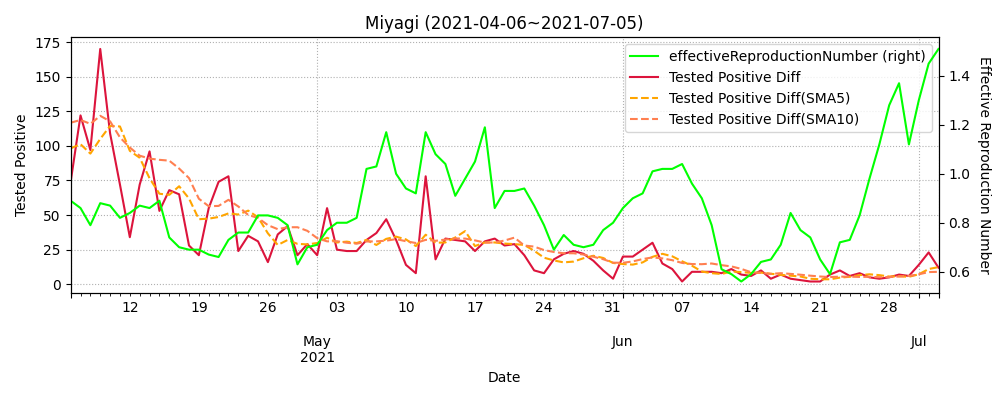 Miyagi (2021-04-06~2021-07-05)
effectiveReproductionNumber (right)
Tested Positive Diff
Tested Positive Diff(SMA5)
Tested Positive Diff(SMA10)
Tested Positive
175
150
125
100
75
50
25
0
1.4
1.2
1.0
0.8
0.6
Effective Reproduction Number
12 19 26 03 10 17 24 31 07 14 21 28
May Jun Jul
2021
Date